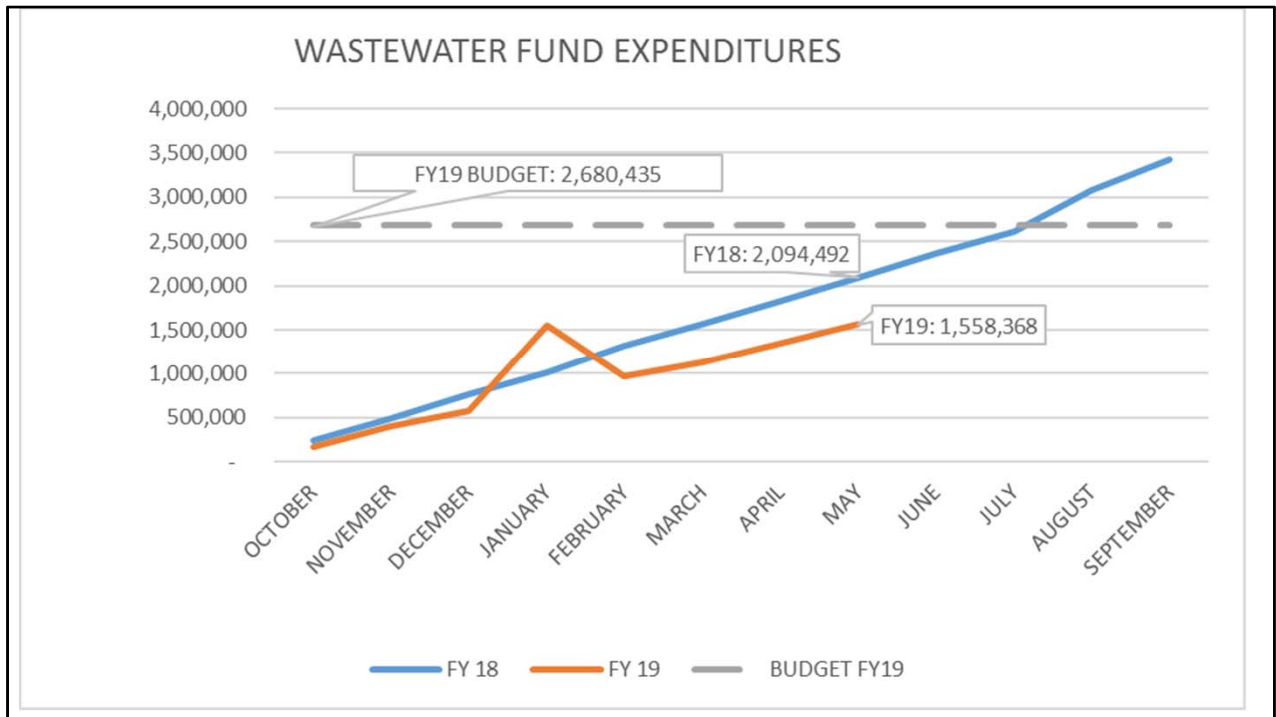 WASTEWATER FUND EXPENDITURES
4,000,000
3,500,000
FY19 BUDGET: 2,680,435
3,000,000
2,500,000
FY18: 2,094,492
2,000,000
1,500,000
FY19: 1,558,368
1,000,000
500,000
-
OCTOBER
NOVEMBER
DECEMBER
JANUARY
FEBRUARY
MARCH
APRIL
MAY
JUNE
JULY
AUGUST
SEPTEMBER
FY 18
FY 19
BUDGET FY19